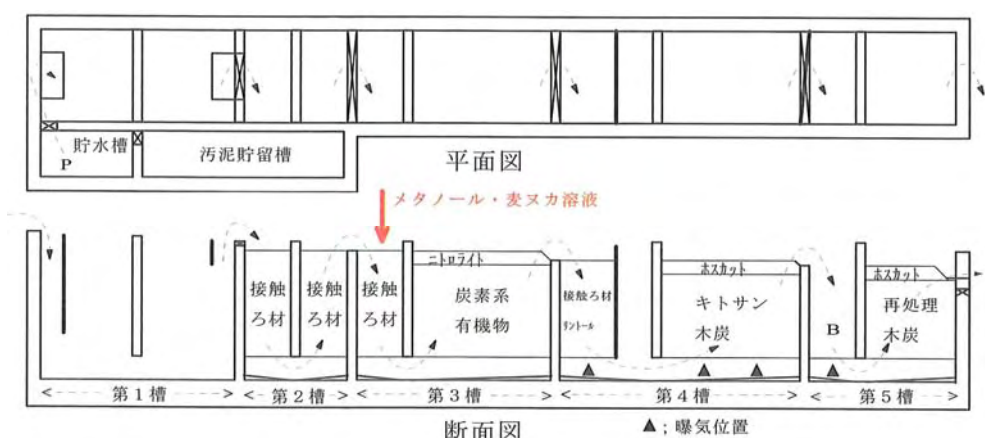 貯水槽
P
汚泥貯留槽
平面図
メタノール・麦ヌカ溶液
ニトロライト
ホスカット
ホスカット
接触
ろ材
接触
ろ材
接触
ろ材
炭素系
有機物
接触ろ材
リントール
キトサン
木炭
B
再処理
木炭
第1槽
第2槽
第3槽
第4槽
第5槽
断面図
▲；曝気位置